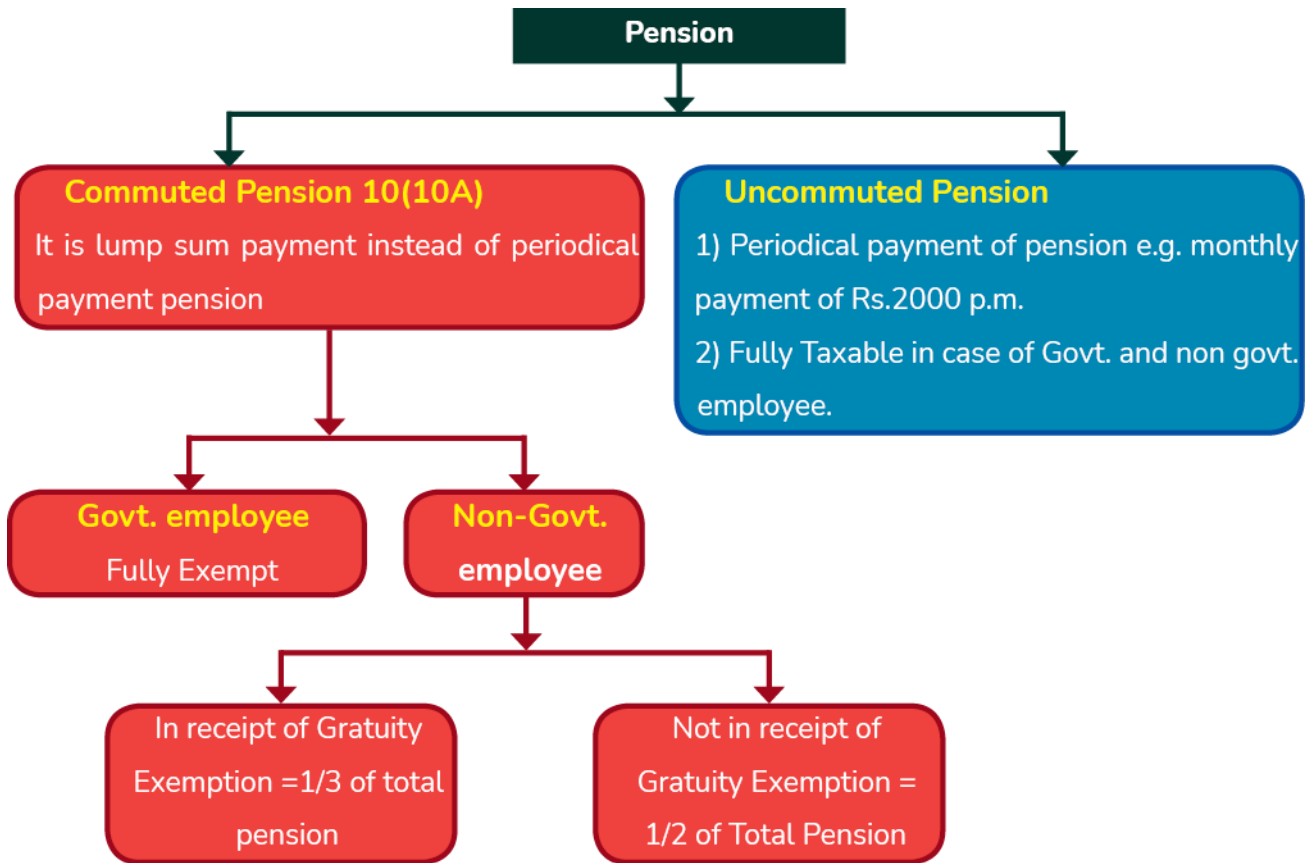 Pension
Commuted Pension 10(10A)
It is lump sum payment instead of periodical
payment pension
Uncommuted Pension
1) Periodical payment of pension e.g. monthly
payment of Rs.2000 p.m.
2) Fully Taxable in case of Govt. and non govt.
employee.
Govt. employee
Fully Exempt
Non-Govt.
employee
In receipt of Gratuity
Exemption =1/3 of total
pension
Not in receipt of
Gratuity Exemption =
1/2 of Total Pension